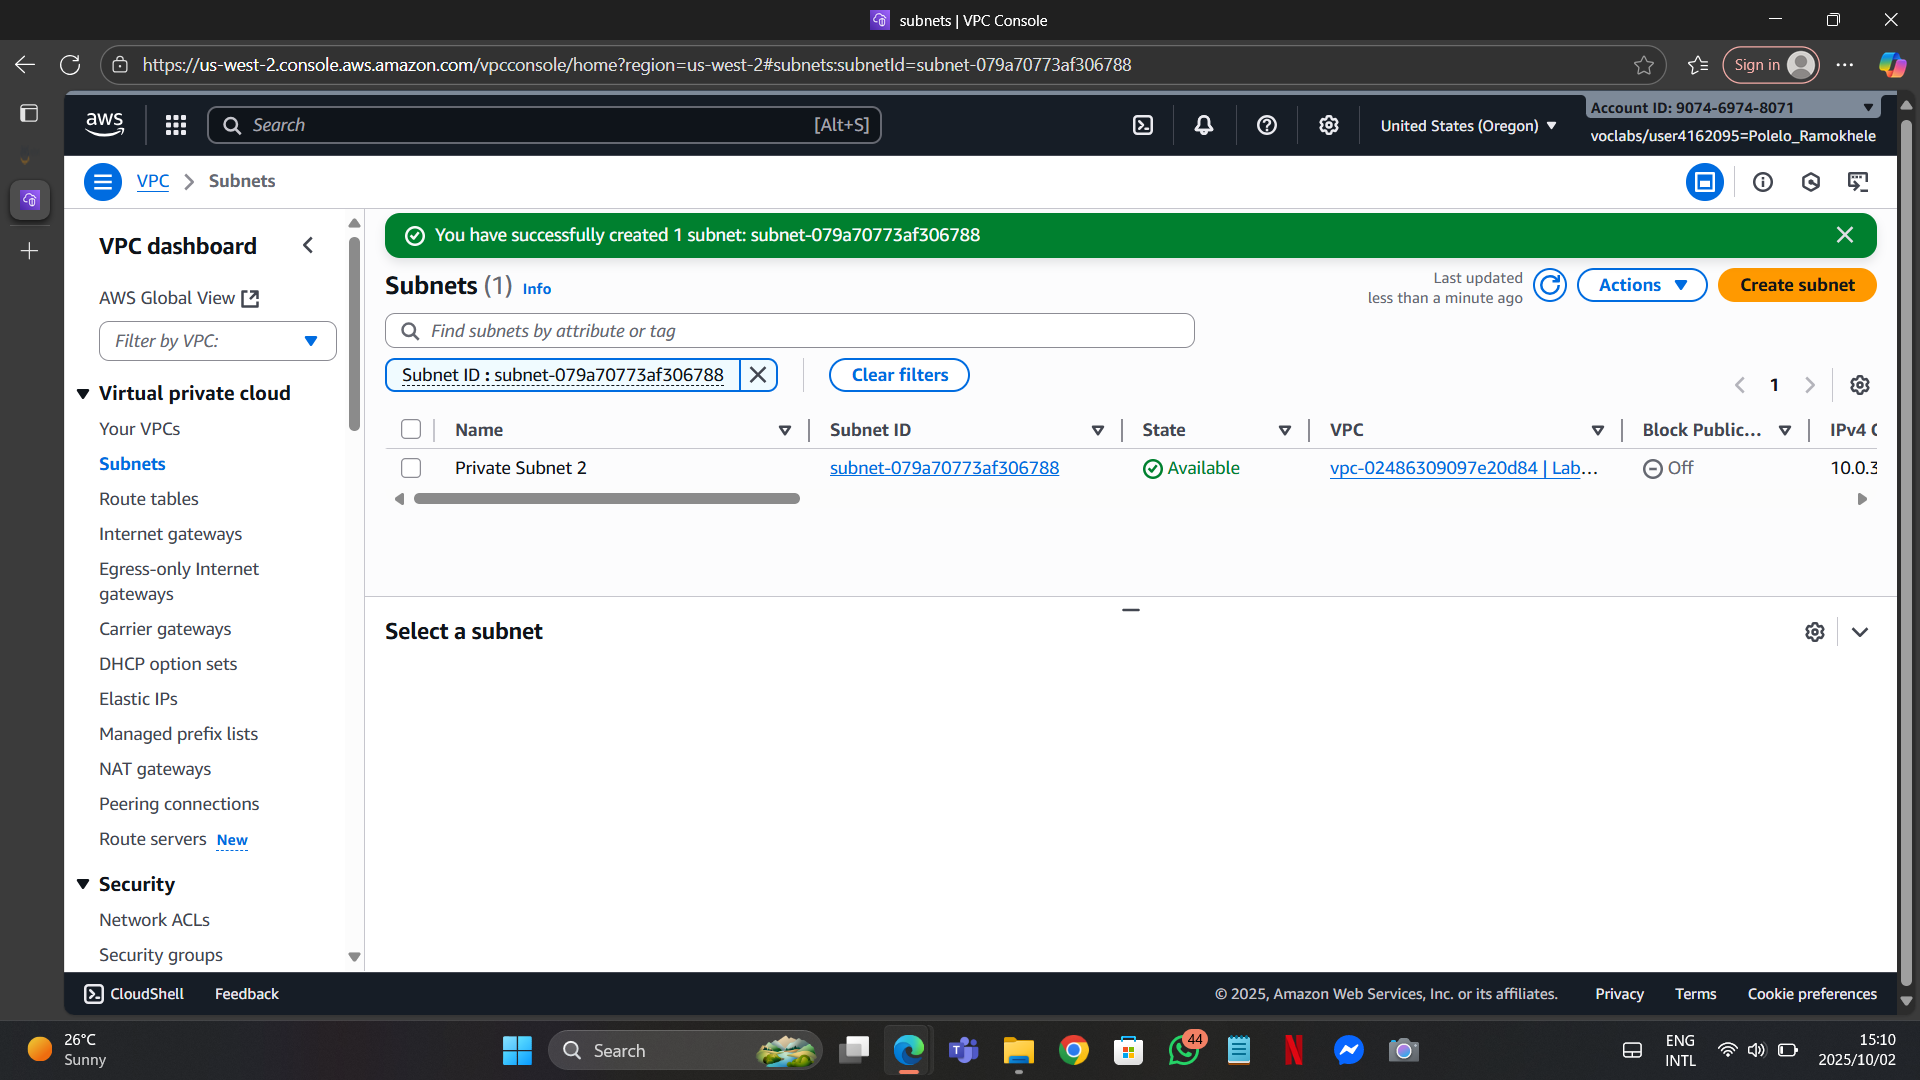 subnets | VPC Console
https://us-west-2.console.aws.amazon.com/vpcconsole/home?region=us-west-2#subnets:subnetId=subnet-079a70773af306788
Sign in
aws
Search
[Alt+S]
United States (Oregon)
Account ID: 9074-6974-8071
voclabs/user4162095=Polelo_Ramokhele
VPC
Subnets
VPC dashboard
AWS Global View
Filter by VPC:
Virtual private cloud
Your VPCs
Subnets
Route tables
Internet gateways
Egress-only Internet
gateways
Carrier gateways
DHCP option sets
Elastic IPs
Managed prefix lists
NAT gateways
Peering connections
Route servers New
Security
Network ACLs
Security groups
You have successfully created 1 subnet: subnet-079a70773af306788
Subnets (1) Info
Last updated
less than a minute ago
Actions
Create subnet
Find subnets by attribute or tag
Subnet ID : subnet-079a70773af306788
Clear filters
1
Name Subnet ID State VPC Block Public... IPv4 C
Private Subnet 2 subnet-079a70773af306788 Available vpc-02486309097e20d84 | Lab... Off 10.0.3
Select a subnet
CloudShell Feedback
© 2025, Amazon Web Services, Inc. or its affiliates. Privacy Terms Cookie preferences
26°C
Sunny
Search
44
ENG
INTL
15:10
2025/10/02